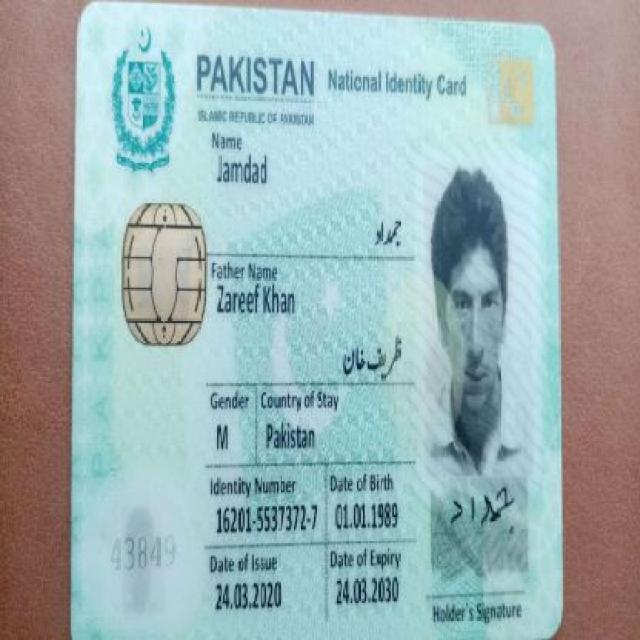 PAKISTAN National Identity Card
ISLAMIC REPUBLIC OF PAKISTAN
Name
Jamdad
جمداد
Father Name
Zareef Khan
ظریف خان
Gender Country of Stay
M Pakistan
Identity Number Date of Birth
16201-5537372-7 01.01.1989
Date of Issue Date of Expiry
24.03.2020 24.03.2030
43849
جمداد
Holder's Signature